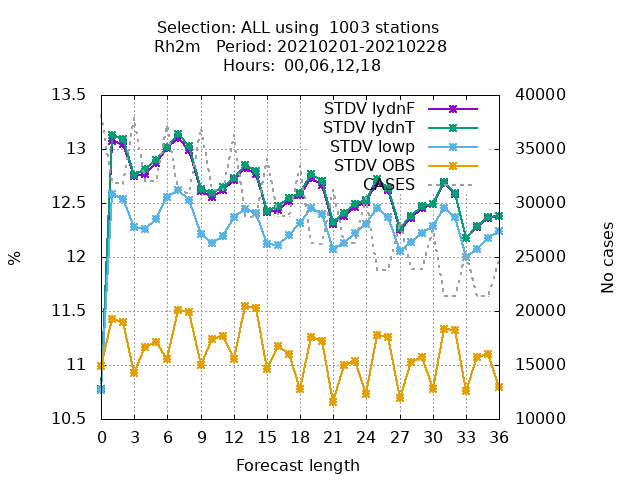 Selection: ALL using  1003 stations
Rh2m   Period: 20210201-20210228
Hours:  00,06,12,18
STDV lydnF
STDV lydnT
STDV lowp
STDV OBS
CASES
13.5
13
12.5
12
11.5
11
10.5
%
40000
35000
30000
25000
20000
15000
10000
No cases
0 3 6 9 12 15 18 21 24 27 30 33 36
Forecast length